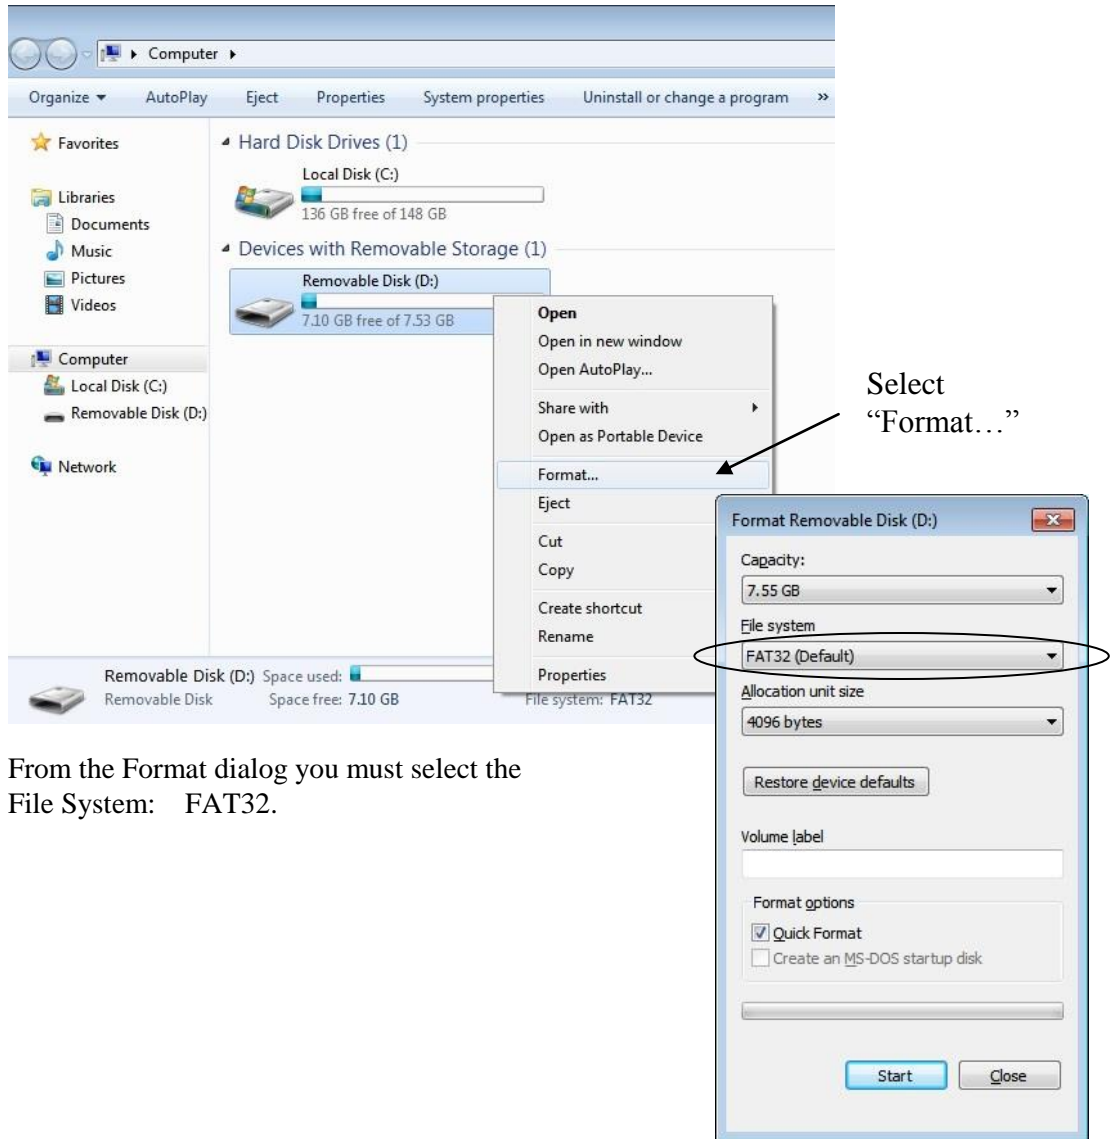 Computer
Organize AutoPlay Eject Properties System properties Uninstall or change a program »
Favorites
Libraries
Documents
Music
Pictures
Videos
Computer
Local Disk (C:)
Removable Disk (D:)
Network
Hard Disk Drives (1)
Local Disk (C:)
136 GB free of 148 GB
Devices with Removable Storage (1)
Removable Disk (D:)
7.10 GB free of 7.53 GB
Open
Open in new window
Open AutoPlay...
Share with
Open as Portable Device
Format...
Eject
Cut
Copy
Create shortcut
Rename
Properties
Select
“Format…”
Removable Disk (D:) Space used:
Removable Disk Space free: 7.10 GB File system: FAT32
From the Format dialog you must select the
File System: FAT32.
Format Removable Disk (D:)
Capacity:
7.55 GB
File system
FAT32 (Default)
Allocation unit size
4096 bytes
Restore device defaults
Volume label
Format options
Quick Format
Create an MS-DOS startup disk
Start Close